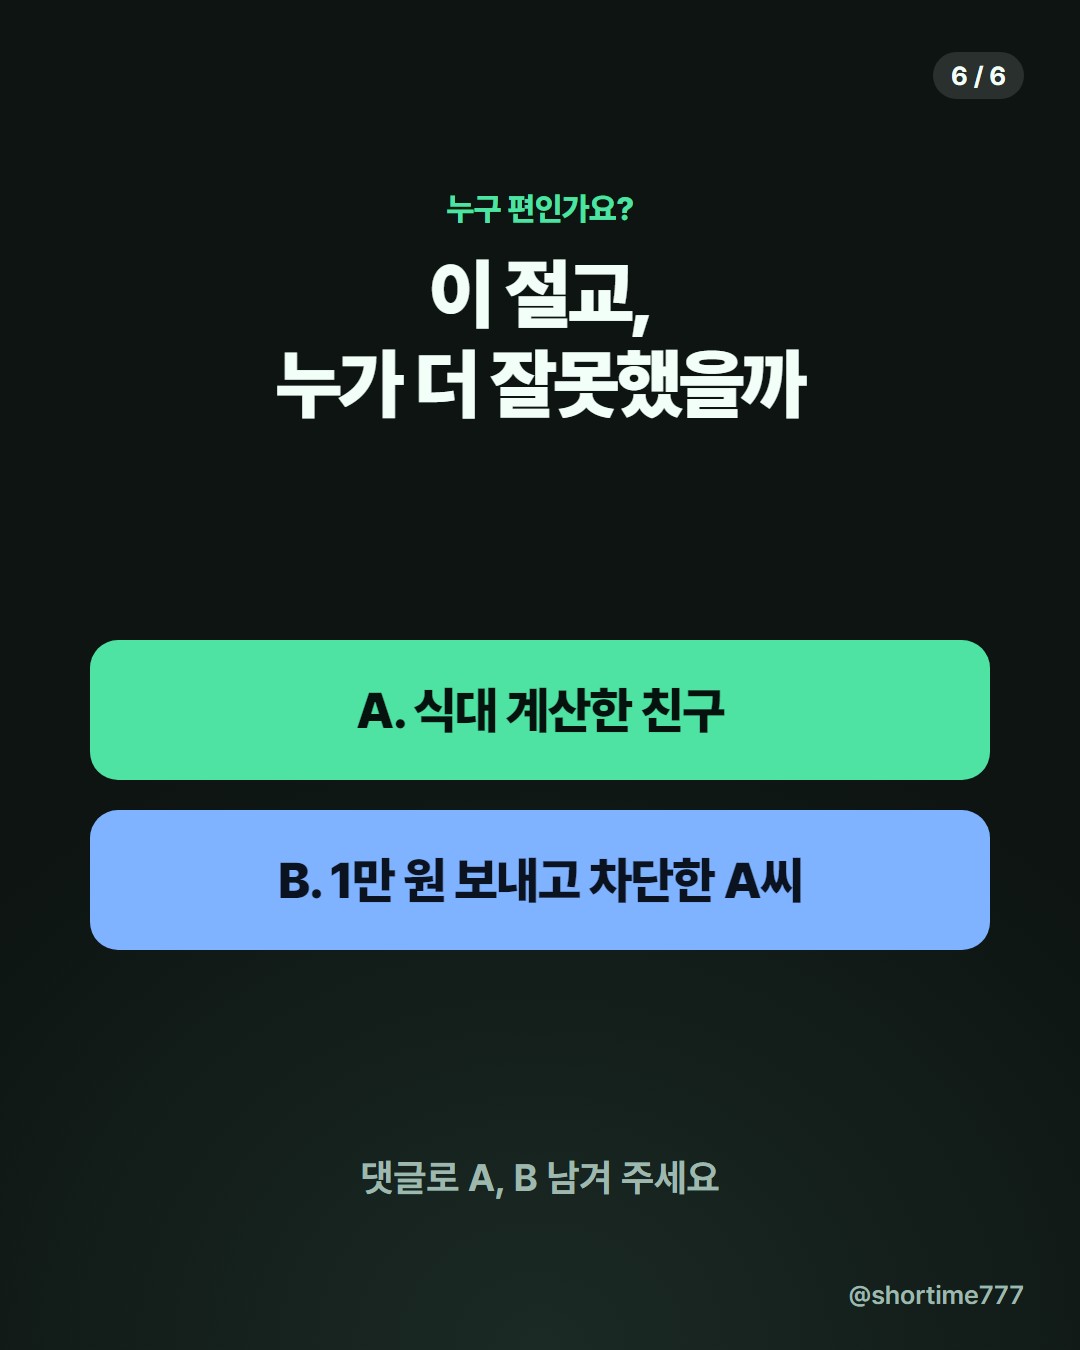 6 / 6
누구 편인가요?
이 절교,
누가 더 잘못했을까
A. 식대 계산한 친구
B. 1만 원 보내고 차단한 A씨
댓글로 A, B 남겨 주세요
@shortime777